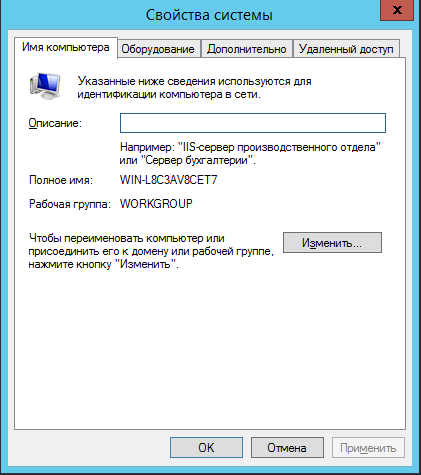 Свойства системы
x
Имя компьютера Оборудование Дополнительно Удаленный доступ
Указанные ниже сведения используются для
идентификации компьютера в сети.
Описание:
Например: "IIS-сервер производственного отдела"
или "Сервер бухгалтерии".
Полное имя: WIN-L8C3AV8CET7
Рабочая группа: WORKGROUP
Чтобы переименовать компьютер или
присоединить его к домену или рабочей группе,
нажмите кнопку "Изменить".
Изменить...
OK Отмена Применить